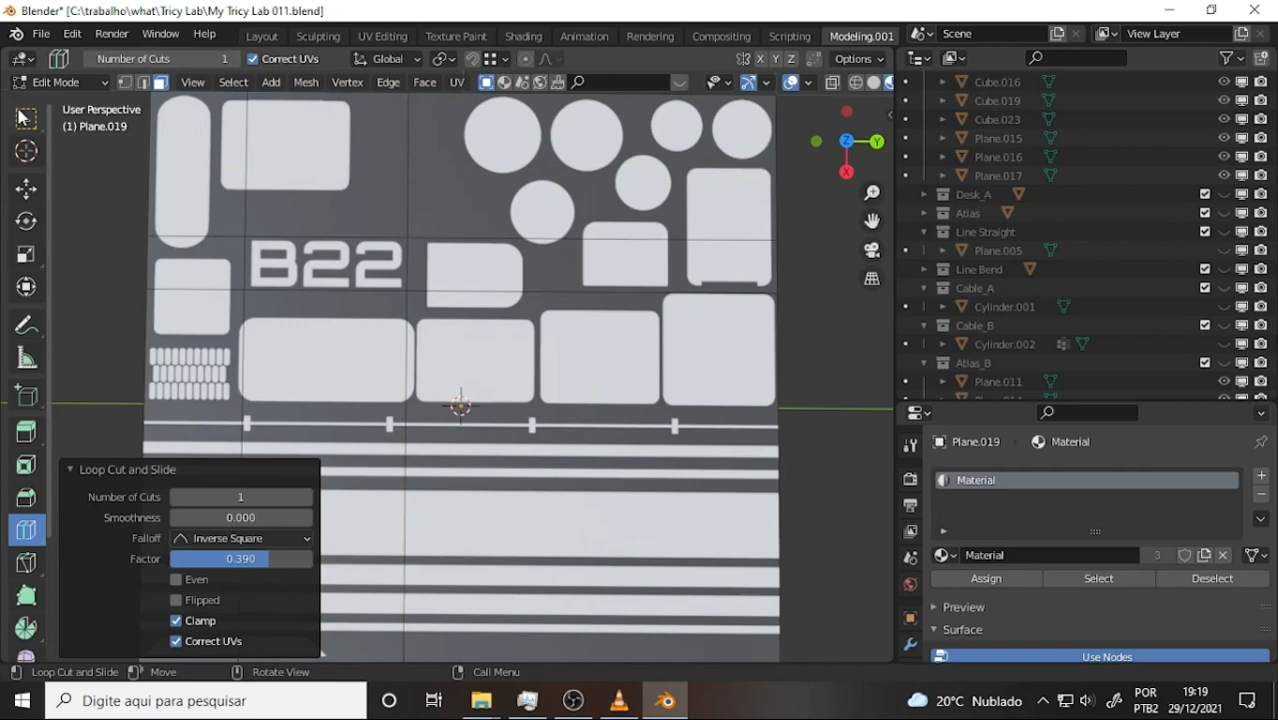 Blender* [C:\trabalho\what\Tricy Lab\My Tricy Lab 011.blend]
File Edit Render Window Help Layout Sculpting UV Editing Texture Paint Shading Animation Rendering Compositing Scripting Modeling.001 Scene View Layer
Number of Cuts 1 Correct UVs Global X Y Z Options
Edit Mode View Select Add Mesh Vertex Edge Face UV
User Perspective
(1) Plane.019
Z Y X
B22
Cube.016
Cube.019
Cube.023
Plane.015
Plane.016
Plane.017
Desk_A
Atlas
Line Straight
Plane.005
Line Bend
Cable_A
Cylinder.001
Cable_B
Cylinder.002
Atlas_B
Plane.011
Plane.019 Material
Material
Material 3
Assign Select Deselect
Preview
Surface
Use Nodes
Loop Cut and Slide
Number of Cuts 1
Smoothness 0.000
Falloff Inverse Square
Factor 0.390
Even
Flipped
Clamp
Correct UVs
Loop Cut and Slide Move Rotate View Call Menu
Digite aqui para pesquisar 20°C Nublado POR PTB2 19:19 29/12/2021